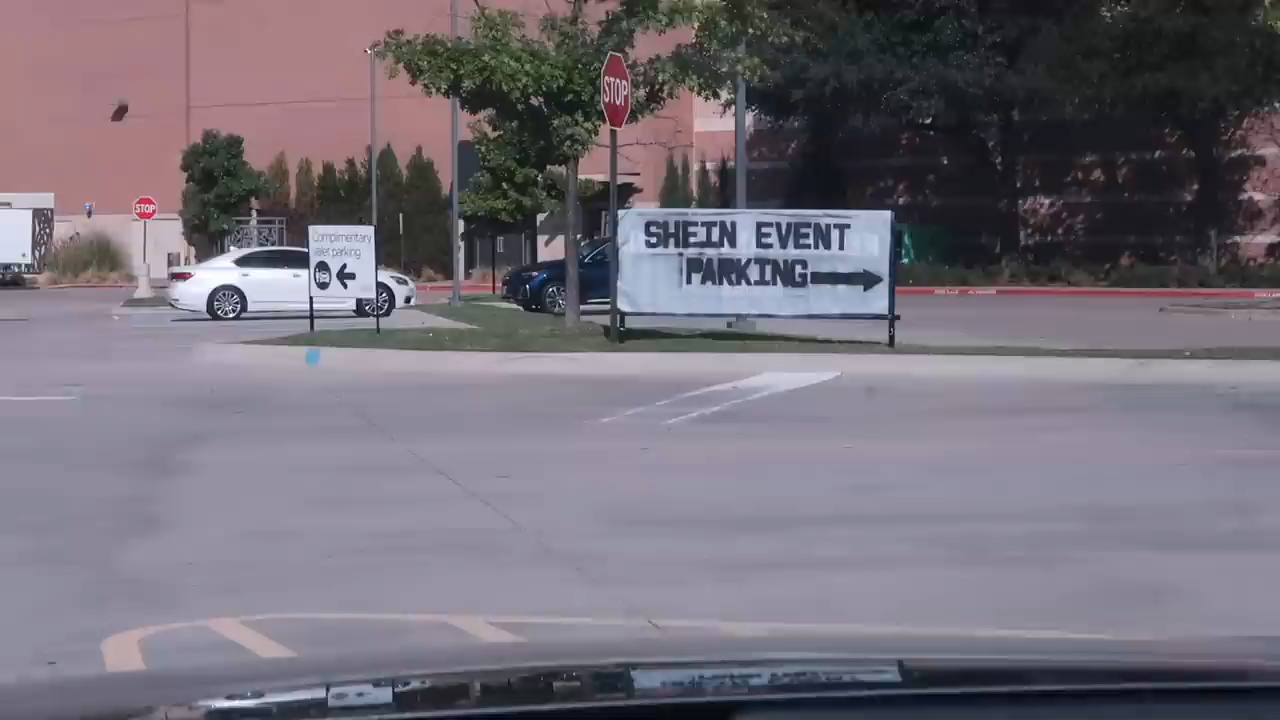 STOP
STOP
Complimentary
valet parking
SHEIN EVENT
PARKING